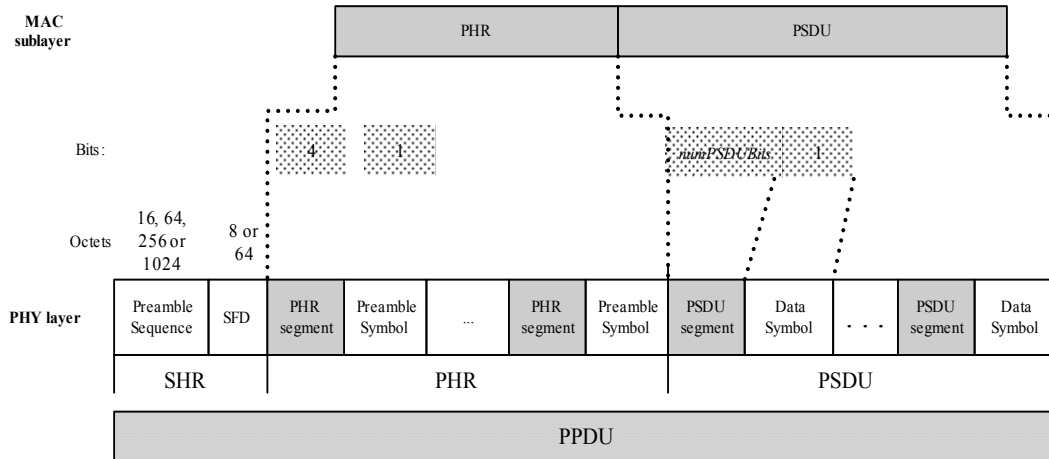 MAC
sublayer
PHR
PSDU
Bits:
4
1
numPSDUBits
1
Octets
16, 64,
256 or
1024
8 or
64
PHY layer
Preamble
Sequence
SFD
PHR
segment
Preamble
Symbol
...
PHR
segment
Preamble
Symbol
PSDU
segment
Data
Symbol
. . .
PSDU
segment
Data
Symbol
SHR
PHR
PSDU
PPDU